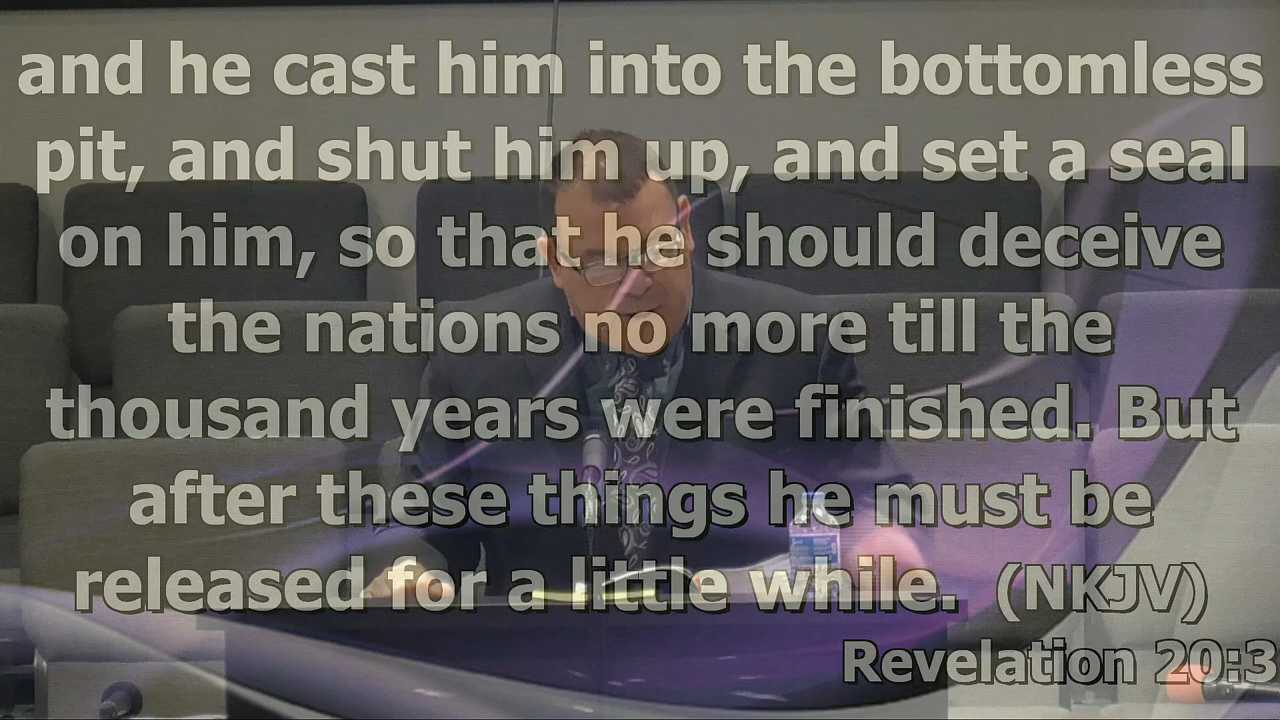 and he cast him into the bottomless
pit, and shut him up, and set a seal
on him, so that he should deceive
the nations no more till the
thousand years were finished. But
after these things he must be
released for a little while. (NKJV)
Revelation 20:3